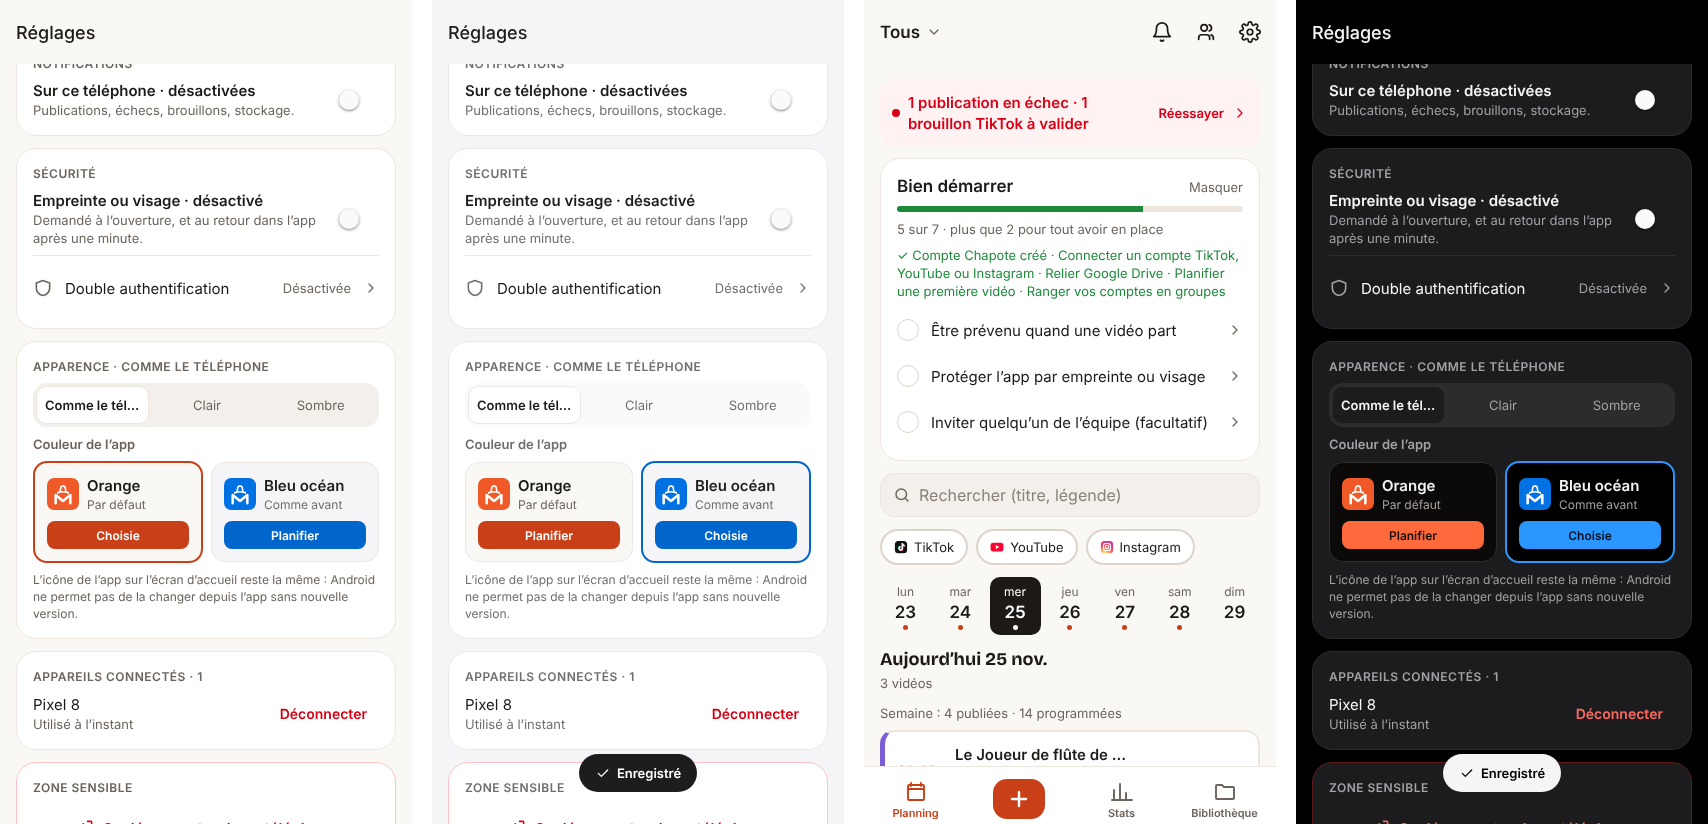 Réglages
NOTIFICATIONS
Sur ce téléphone · désactivées
Publications, échecs, brouillons, stockage.
SÉCURITÉ
Empreinte ou visage · désactivé
Demandé à l’ouverture, et au retour dans l’app
après une minute.
Double authentification
Désactivée
APPARENCE · COMME LE TÉLÉPHONE
Comme le tél...
Clair
Sombre
Couleur de l’app
Orange
Par défaut
Choisie
Bleu océan
Comme avant
Planifier
L’icône de l’app sur l’écran d’accueil reste la même : Android
ne permet pas de la changer depuis l’app sans nouvelle
version.
APPAREILS CONNECTÉS · 1
Pixel 8
Utilisé à l’instant
Déconnecter
ZONE SENSIBLE
Réglages
NOTIFICATIONS
Sur ce téléphone · désactivées
Publications, échecs, brouillons, stockage.
SÉCURITÉ
Empreinte ou visage · désactivé
Demandé à l’ouverture, et au retour dans l’app
après une minute.
Double authentification
Désactivée
APPARENCE · COMME LE TÉLÉPHONE
Comme le tél...
Clair
Sombre
Couleur de l’app
Orange
Par défaut
Planifier
Bleu océan
Comme avant
Choisie
L’icône de l’app sur l’écran d’accueil reste la même : Android
ne permet pas de la changer depuis l’app sans nouvelle
version.
APPAREILS CONNECTÉS · 1
Pixel 8
Utilisé à l’instant
Déconnecter
ZONE SENSIBLE
Enregistré
Tous
1 publication en échec · 1
brouillon TikTok à valider
Réessayer
Bien démarrer
Masquer
5 sur 7 · plus que 2 pour tout avoir en place
✓ Compte Chapote créé · Connecter un compte TikTok,
YouTube ou Instagram · Relier Google Drive · Planifier
une première vidéo · Ranger vos comptes en groupes
Être prévenu quand une vidéo part
Protéger l’app par empreinte ou visage
Inviter quelqu’un de l’équipe (facultatif)
Rechercher (titre, légende)
TikTok
YouTube
Instagram
lun mar mer jeu ven sam dim
23 24 25 26 27 28 29
Aujourd’hui 25 nov.
3 vidéos
Semaine : 4 publiées · 14 programmées
Le Joueur de flûte de ...
Planning
Stats
Bibliothèque
Réglages
NOTIFICATIONS
Sur ce téléphone · désactivées
Publications, échecs, brouillons, stockage.
SÉCURITÉ
Empreinte ou visage · désactivé
Demandé à l’ouverture, et au retour dans l’app
après une minute.
Double authentification
Désactivée
APPARENCE · COMME LE TÉLÉPHONE
Comme le tél...
Clair
Sombre
Couleur de l’app
Orange
Par défaut
Planifier
Bleu océan
Comme avant
Choisie
L’icône de l’app sur l’écran d’accueil reste la même : Android
ne permet pas de la changer depuis l’app sans nouvelle
version.
APPAREILS CONNECTÉS · 1
Pixel 8
Utilisé à l’instant
Déconnecter
ZONE SENSIBLE
Enregistré